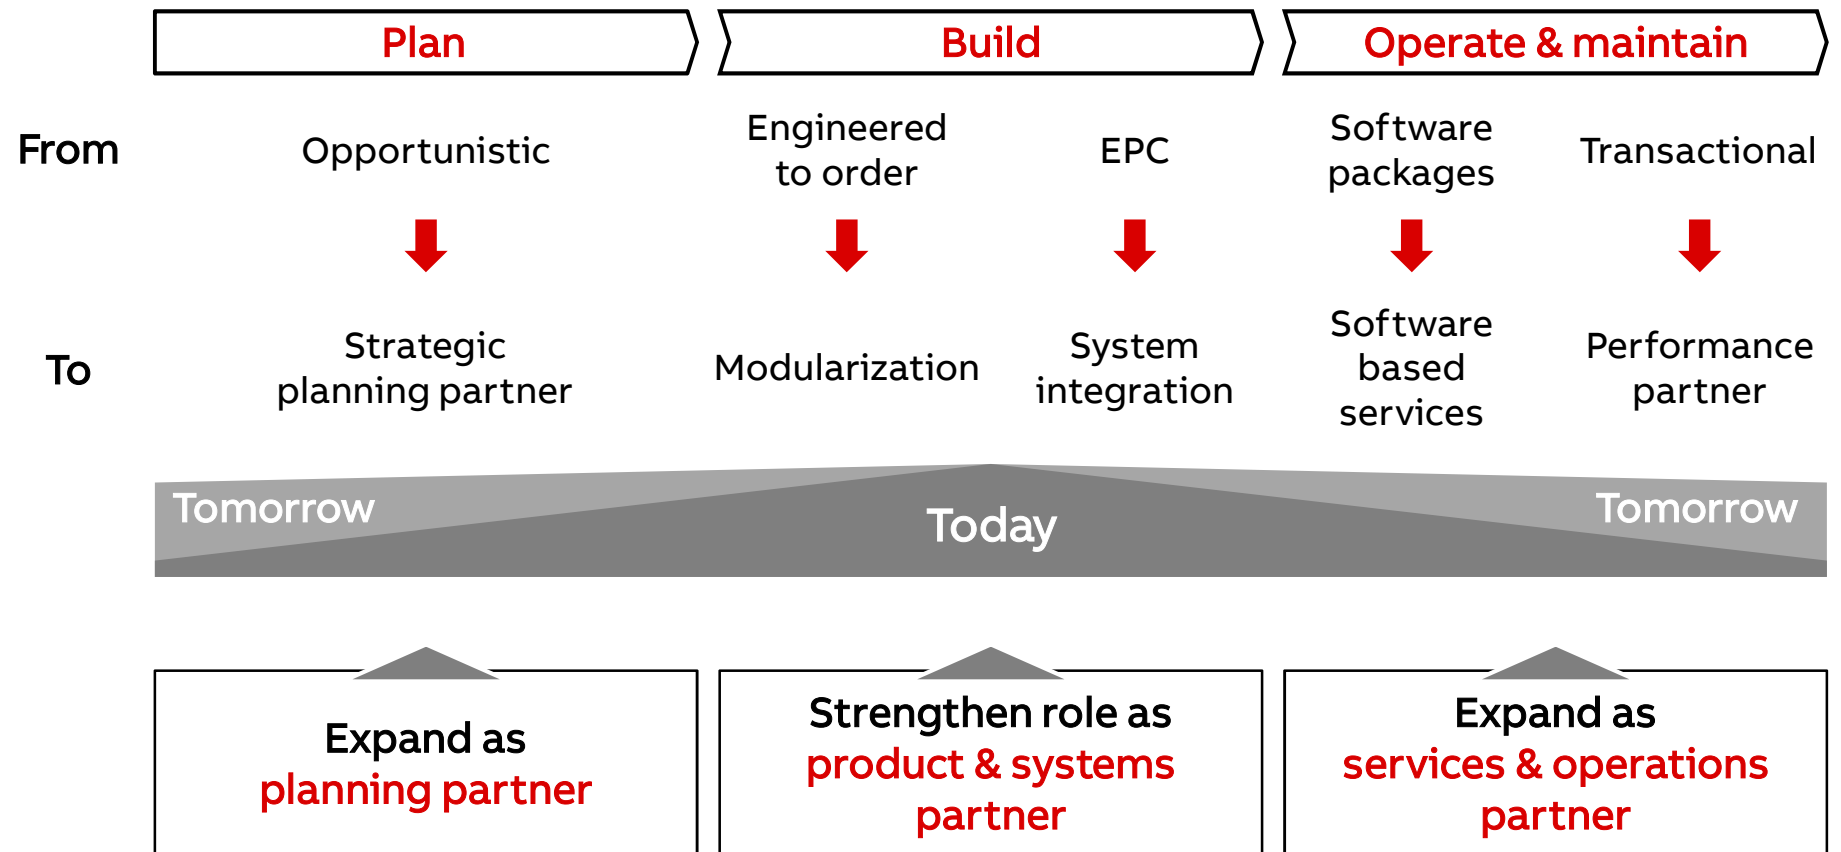 Plan
Build
Operate & maintain
From
Opportunistic
Engineered
to order
EPC
Software
packages
Transactional
To
Strategic
planning partner
Modularization
System
integration
Software
based
services
Performance
partner
Tomorrow
Today
Tomorrow
Expand as
planning partner
Strengthen role as
product & systems
partner
Expand as
services & operations
partner